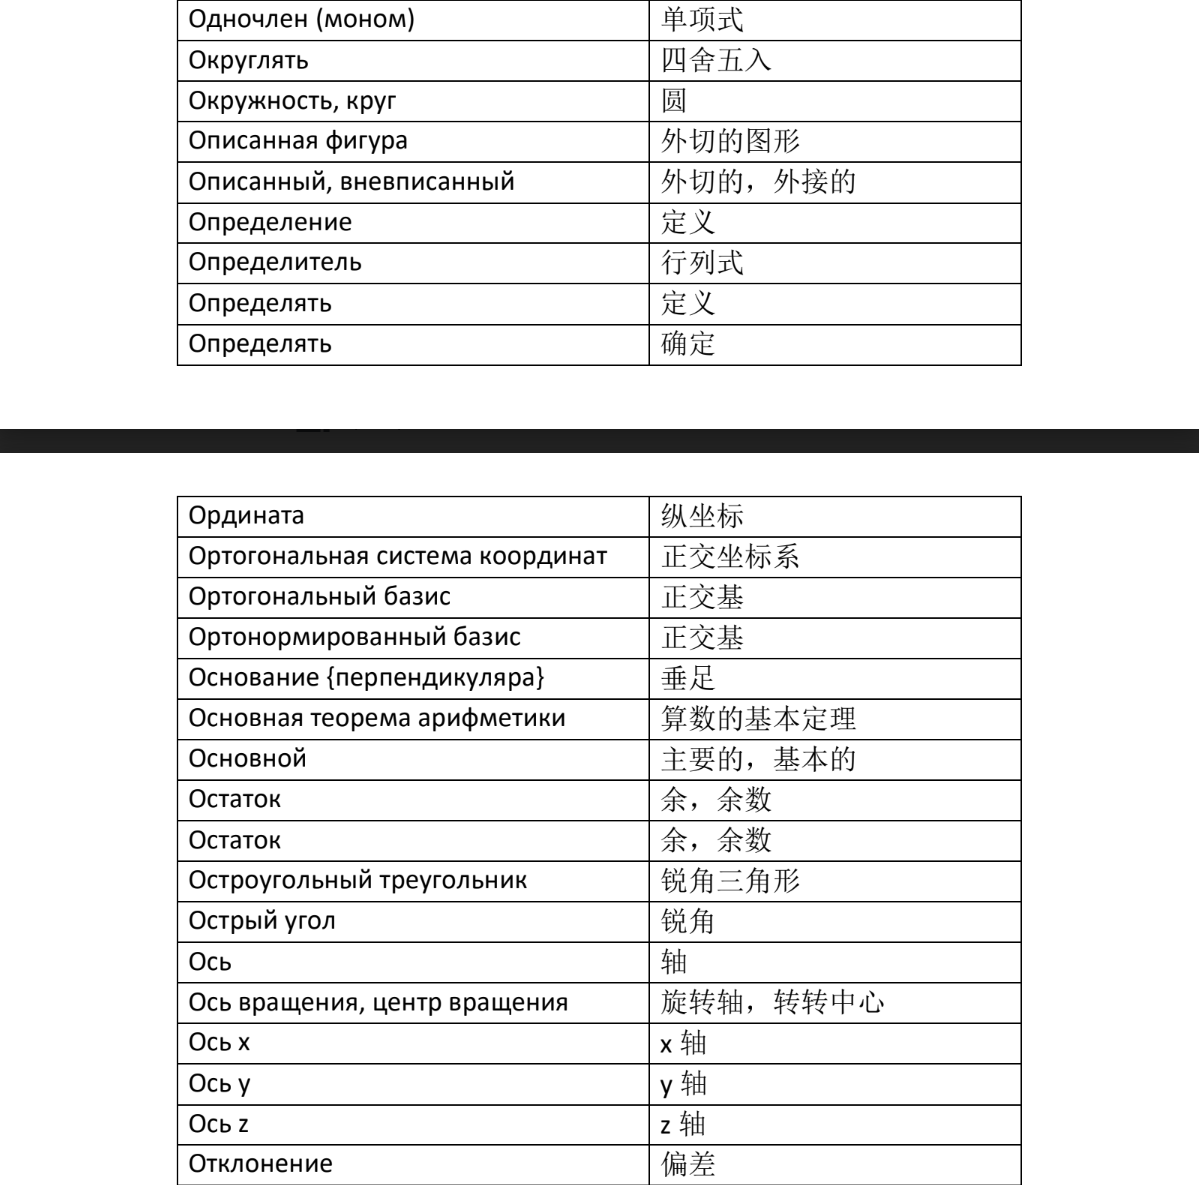 Одночлен (моном) 单项式
Округлять 四舍五入
Окружность, круг 圆
Описанная фигура 外切的图形
Описанный, вневписанный 外切的，外接的
Определение 定义
Определитель 行列式
Определять 定义
Определять 确定
Ордината 纵坐标
Ортогональная система координат 正交坐标系
Ортогональный базис 正交基
Ортонормированный базис 正交基
Основание {перпендикуляра} 垂足
Основная теорема арифметики 算数的基本定理
Основной 主要的，基本的
Остаток 余，余数
Остаток 余，余数
Остроугольный треугольник 锐角三角形
Острый угол 锐角
Ось 轴
Ось вращения, центр вращения 旋转轴，转转中心
Ось x x 轴
Ось y y 轴
Ось z z 轴
Отклонение 偏差